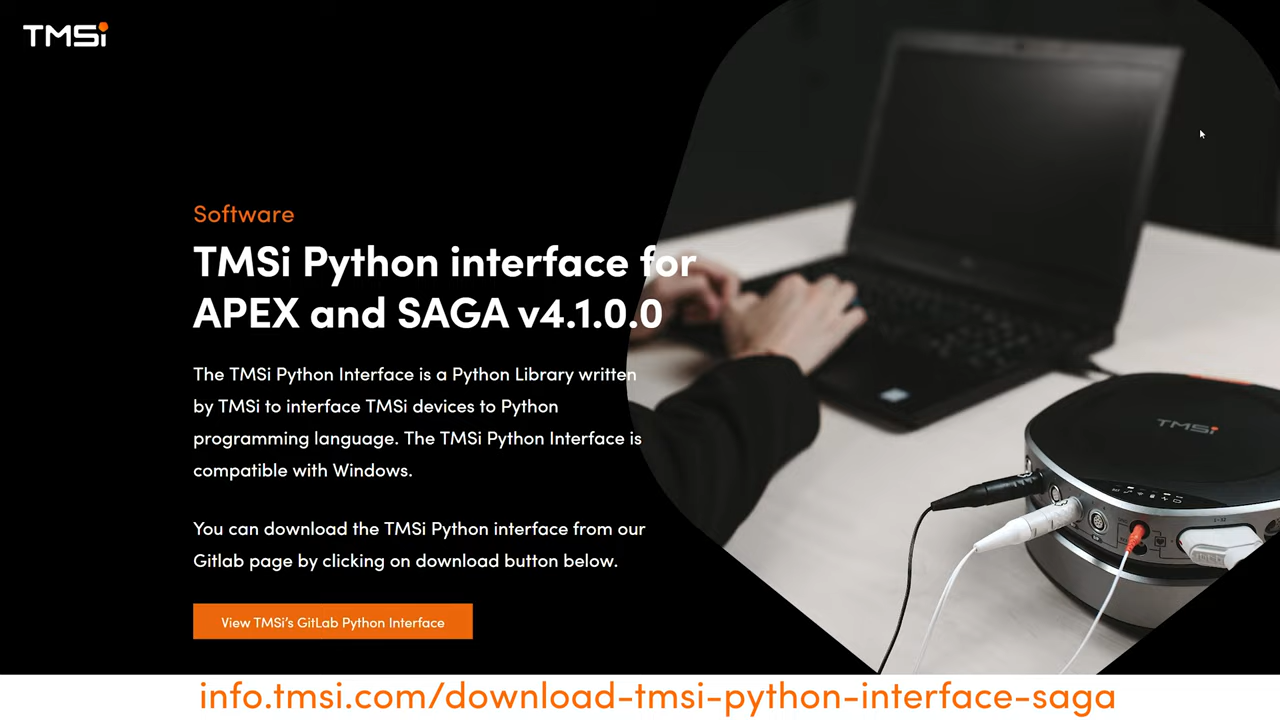 TMSi
Software
TMSi Python interface for
APEX and SAGA v4.1.0.0
The TMSi Python Interface is a Python Library written
by TMSi to interface TMSi devices to Python
programming language. The TMSi Python Interface is
compatible with Windows.
You can download the TMSi Python interface from our
Gitlab page by clicking on download button below.
View TMSi's GitLab Python Interface
TMSi
info.tmsi.com/download-tmsi-python-interface-saga